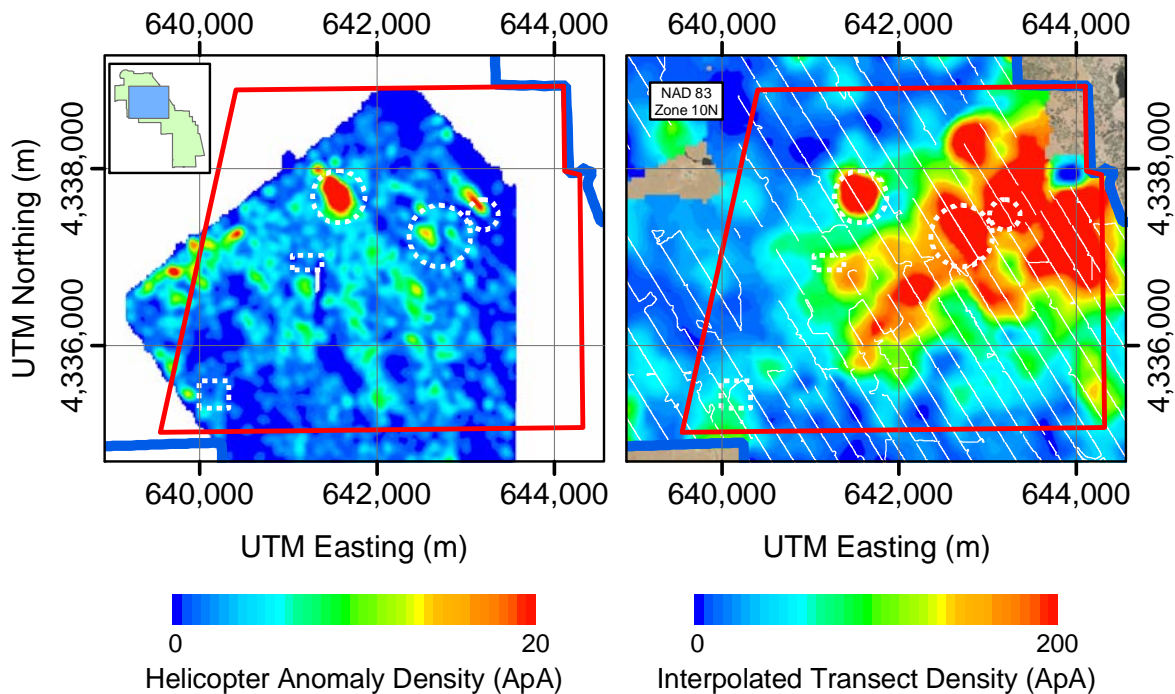 640,000 642,000 644,000
640,000 642,000 644,000
NAD 83
Zone 10N
UTM Northing (m)
4,338,000
4,336,000
4,338,000
4,336,000
640,000 642,000 644,000
640,000 642,000 644,000
UTM Easting (m)
UTM Easting (m)
0 20
Helicopter Anomaly Density (ApA)
0 200
Interpolated Transect Density (ApA)